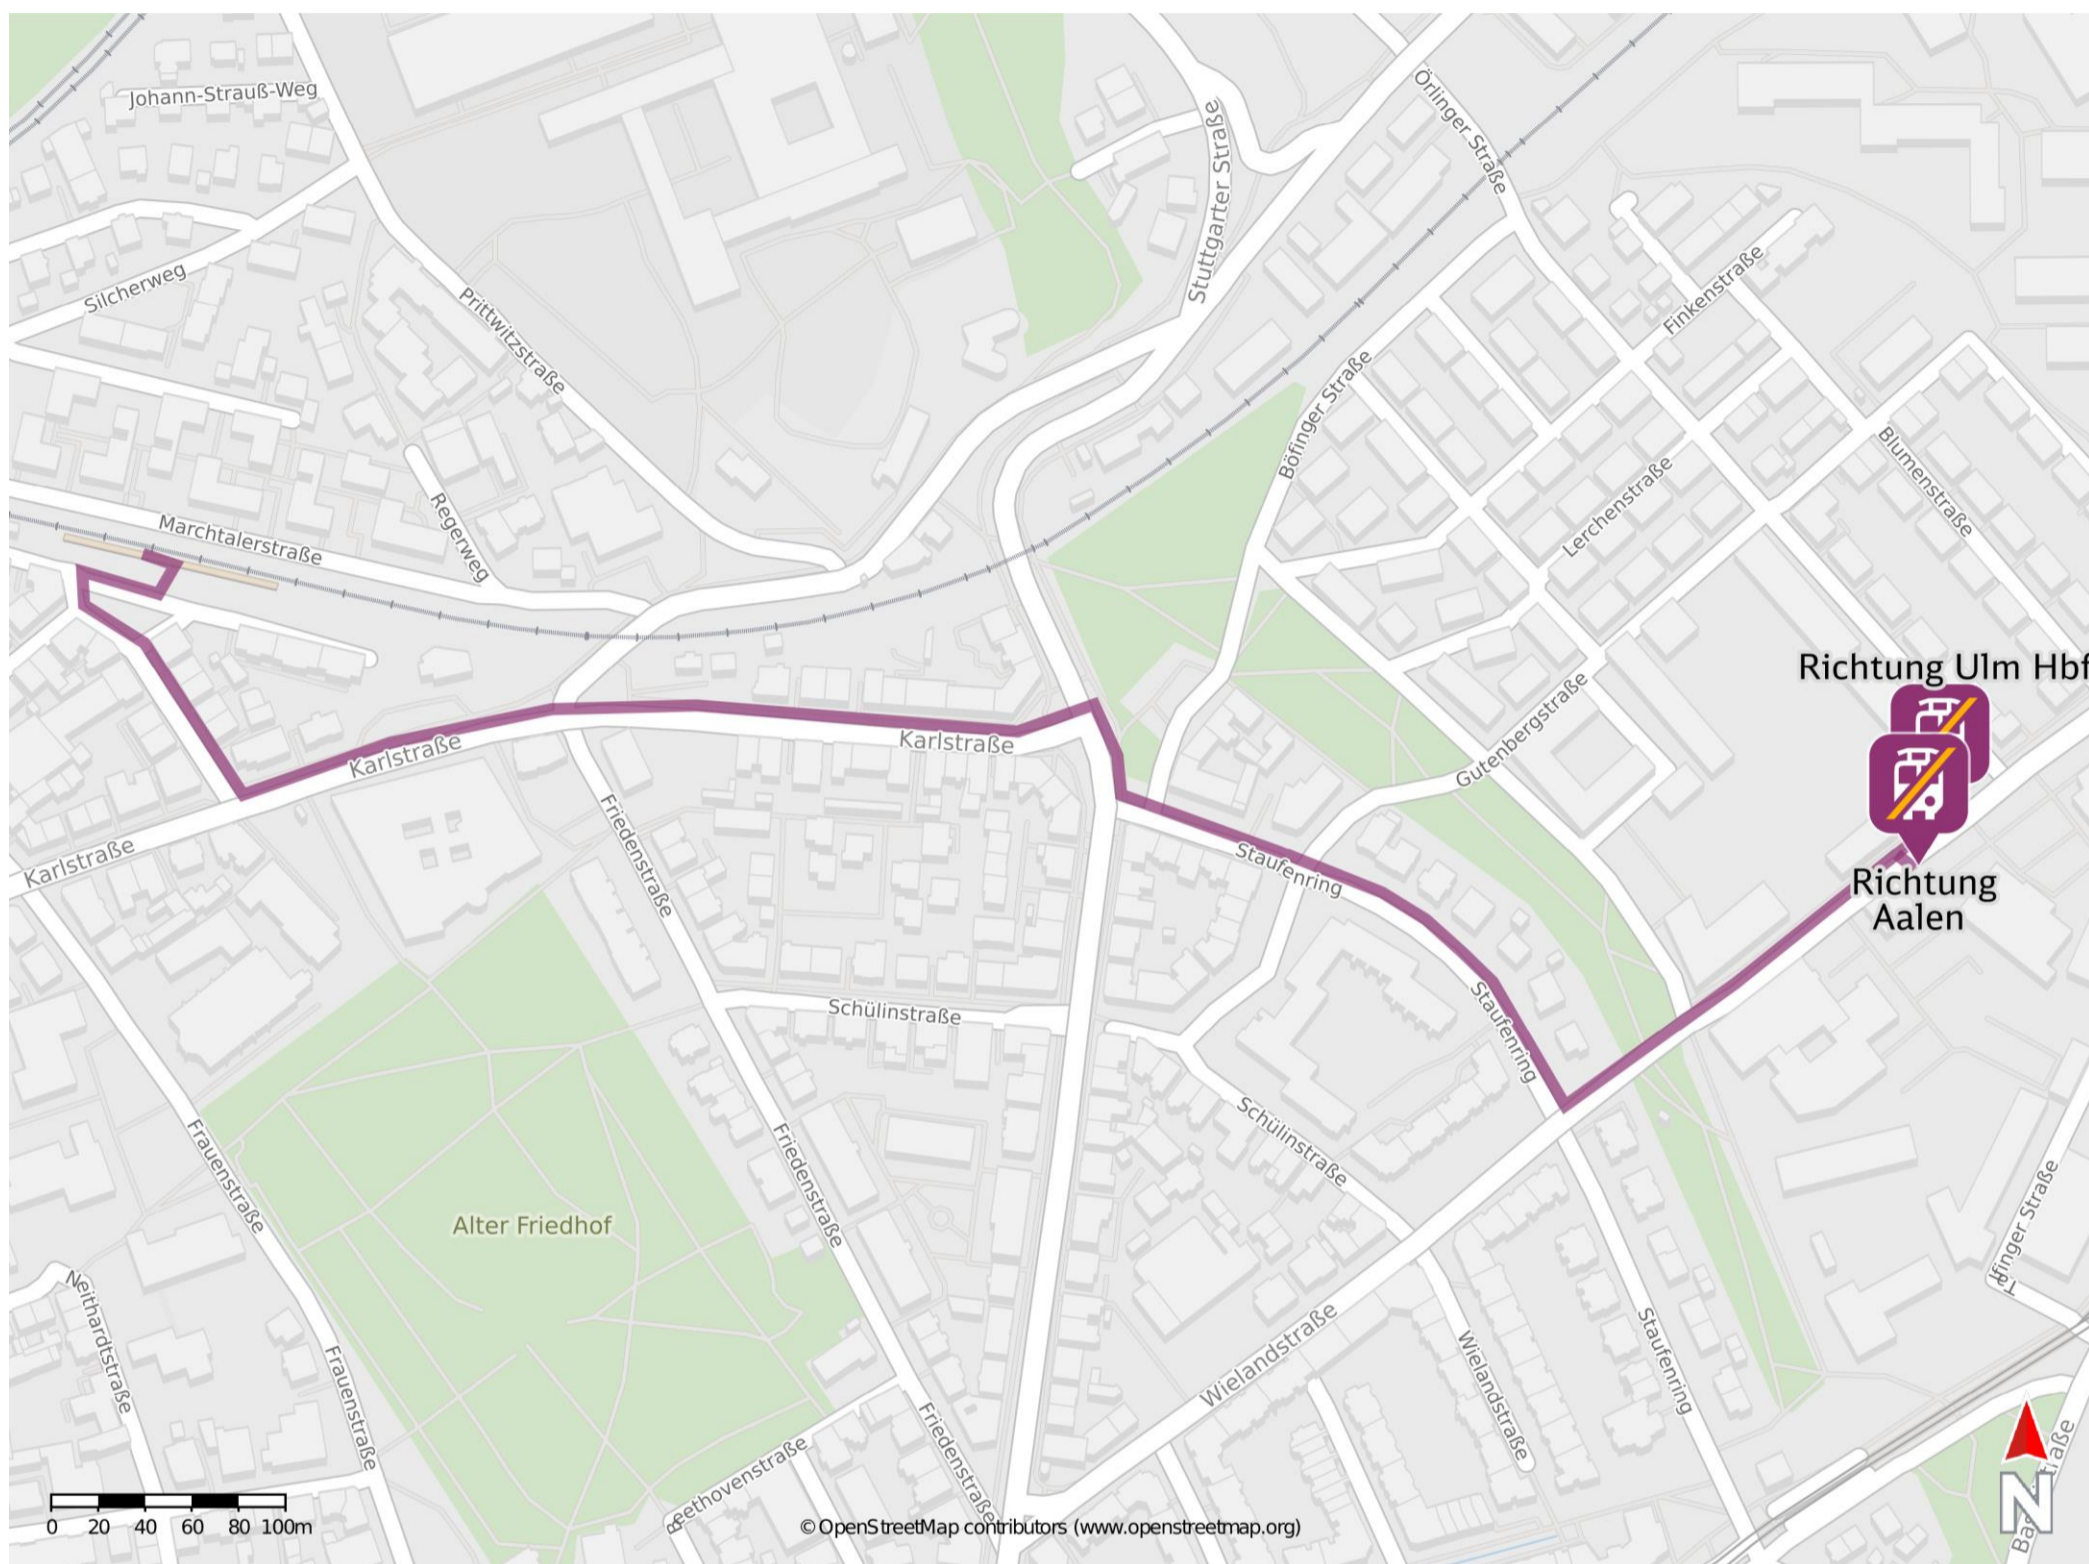 Johann-Strauß-Weg
Örlinger Straße
Stuttgarter Straße
Silcherweg
Finkenstraße
Prittwitzstraße
Böfinger Straße
Blumenstraße
Lerchenstraße
Regerweg
Marchtalerstraße
Richtung Ulm Hbf
Gutenbergstraße
Karlstraße
Karlstraße
Karlstraße
Friedenstraße
Staufenring
Richtung
Aalen
Staufenring
Schülinstraße
Schülinstraße
Frauenstraße
Friedenstraße
Alter Friedhof
Neithardtstraße
Frauenstraße
Wielandstraße
Wielandstraße
Staufenring
Friedenstraße
Beethovenstraße
N
0 20 40 60 80 100m
© OpenStreetMap contributors (www.openstreetmap.org)